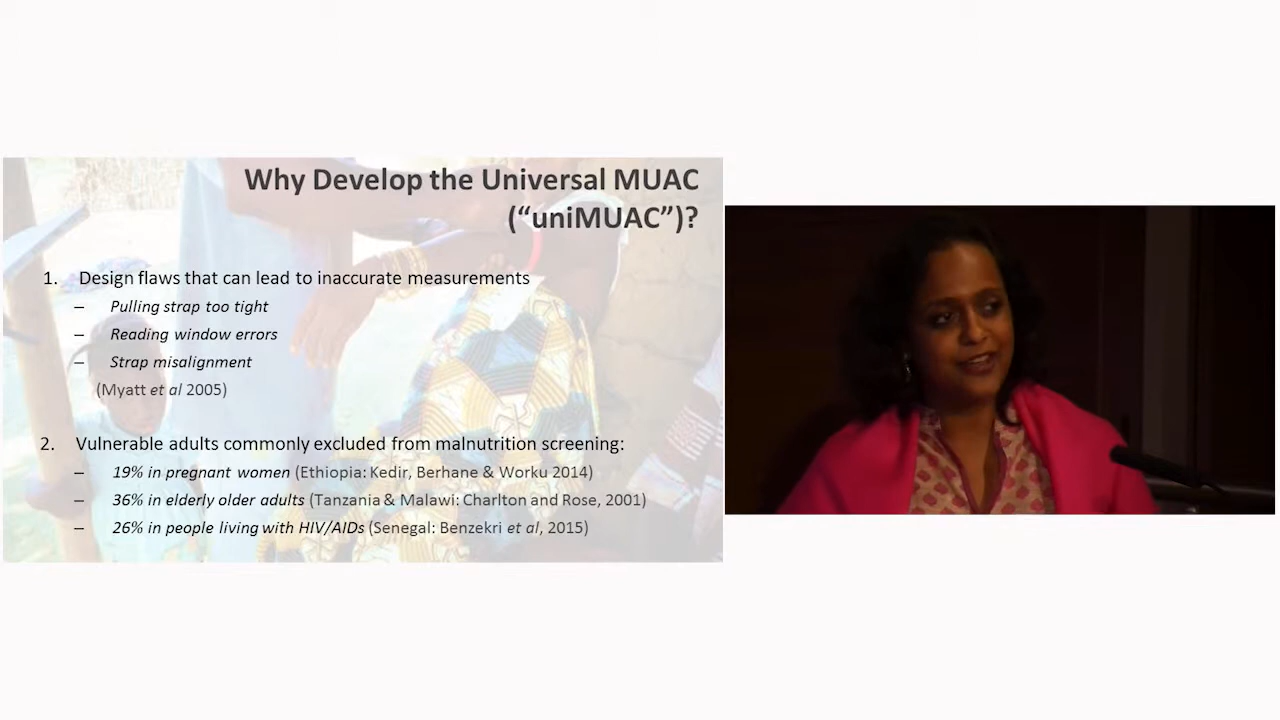 Why Develop the Universal MUAC
(“uniMUAC”)?
1. Design flaws that can lead to inaccurate measurements
– Pulling strap too tight
– Reading window errors
– Strap misalignment
(Myatt et al 2005)
2. Vulnerable adults commonly excluded from malnutrition screening:
– 19% in pregnant women (Ethiopia: Kedir, Berhane & Worku 2014)
– 36% in elderly older adults (Tanzania & Malawi: Charlton and Rose, 2001)
– 26% in people living with HIV/AIDs (Senegal: Benzekri et al, 2015)